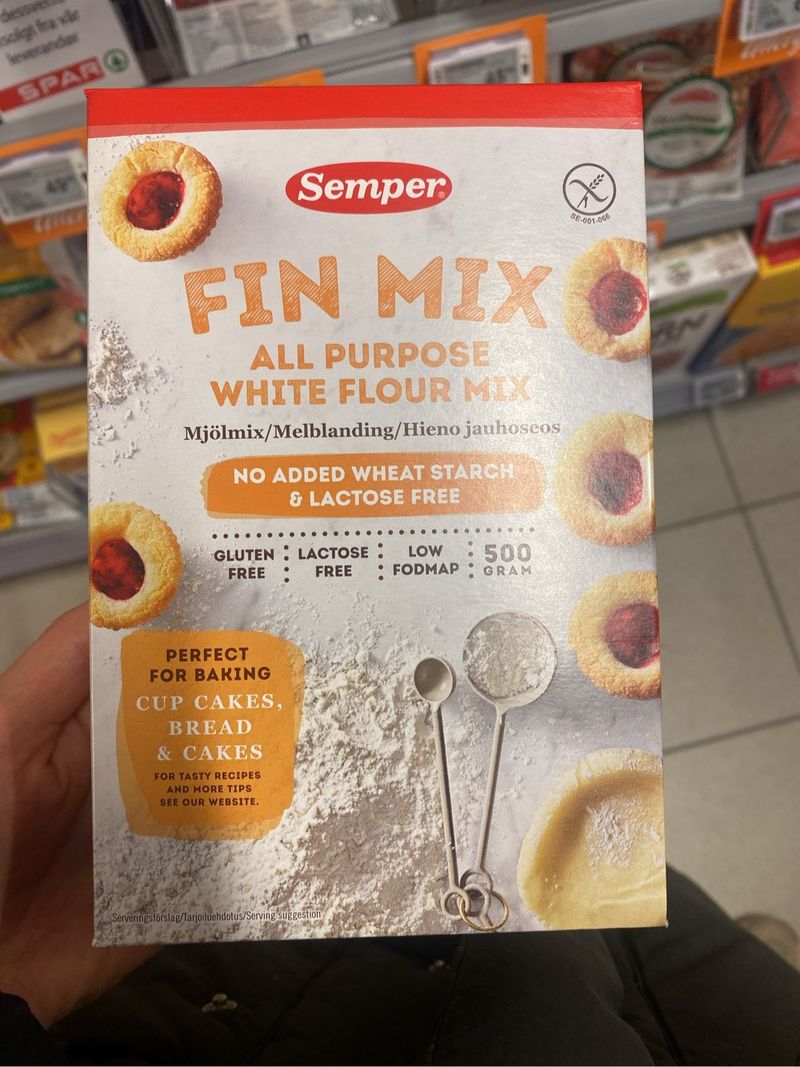 SPAR
Semper
SE-001-066
FIN MIX
ALL PURPOSE
WHITE FLOUR MIX
Mjölmix/Melblanding/Hieno jauhoseos
NO ADDED WHEAT STARCH
& LACTOSE FREE
GLUTEN FREE
LACTOSE FREE
LOW FODMAP
500 GRAM
PERFECT
FOR BAKING
CUP CAKES,
BREAD
& CAKES
FOR TASTY RECIPES
AND MORE TIPS
SEE OUR WEBSITE.
Serveringsforslag/Tarjoiluehdotus/Serving suggestion